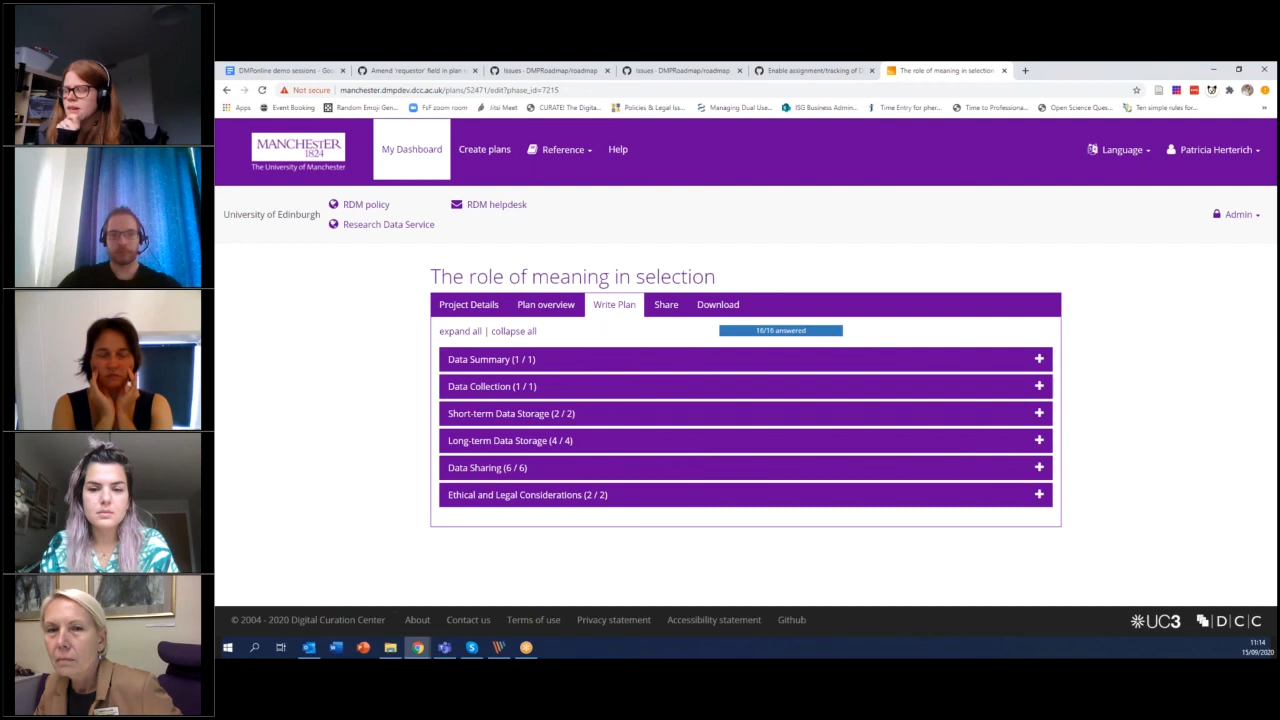 DMPonline demo sessions - Goo
Amend 'requestor' field in plan
Issues - DMPRoadmap/roadmap
Issues - DMPRoadmap/roadmap
Enable assignment/tracking of D
The role of meaning in selection
Not secure | manchester.dmpdev.dcc.ac.uk/plans/52471/edit?phase_id=7215
Apps
Event Booking
Random Emoji Gen...
FsF zoom room
Jitsi Meet
CURATE! The Digita...
Policies & Legal Iss...
Managing Dual Use...
ISG Business Admin...
Time Entry for pher...
Time to Professiona...
Open Science Ques...
Ten simple rules for...
MANCHESTER
1824
The University of Manchester
My Dashboard
Create plans
Reference
Help
Language
Patricia Herterich
University of Edinburgh
RDM policy
RDM helpdesk
Research Data Service
Admin
The role of meaning in selection
Project Details
Plan overview
Write Plan
Share
Download
expand all | collapse all
16/16 answered
Data Summary (1 / 1)
Data Collection (1 / 1)
Short-term Data Storage (2 / 2)
Long-term Data Storage (4 / 4)
Data Sharing (6 / 6)
Ethical and Legal Considerations (2 / 2)
© 2004 - 2020 Digital Curation Center
About
Contact us
Terms of use
Privacy statement
Accessibility statement
Github
UC3
DCC
11:14
15/09/2020